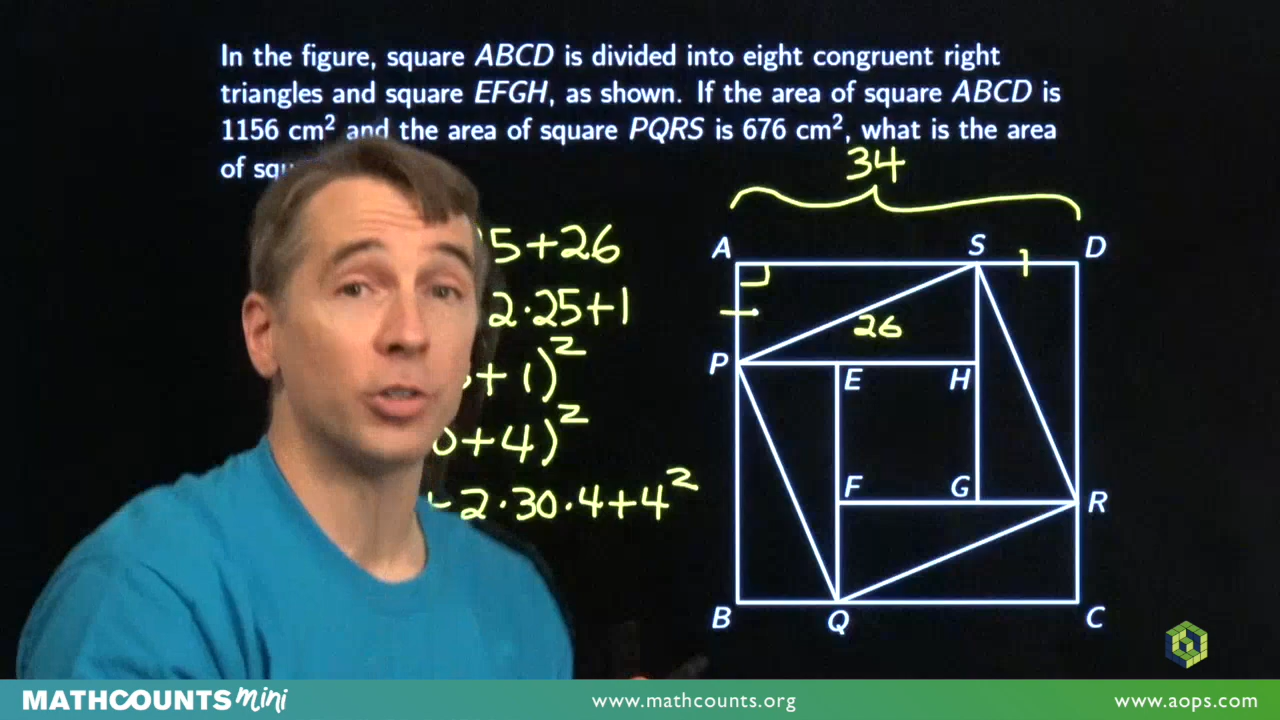 In the figure, square ABCD is divided into eight congruent right
triangles and square EFGH, as shown. If the area of square ABCD is
1156 cm² and the area of square PQRS is 676 cm², what is the area
of
34
5+26
2·25+1
+ 1)²
+4)²
2·30·4+4²
A S D
26
P E H
F G R
B Q C
MATHCOUNTS mini www.mathcounts.org www.aops.com